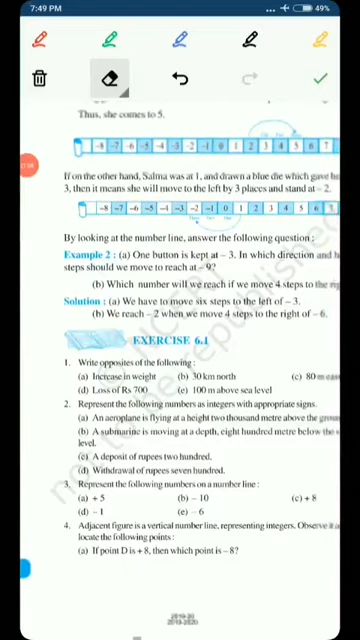 7:49 PM
49%
Thus, she comes to 5.
-8 -7 -6 -5 -4 -3 -2 -1 0 1 2 3 4 5 6 7
If on the other hand, Salma was at 1, and drawn a blue die which gave
3, then it means she will move to the left by 3 places and stand at – 2.
-8 -7 -6 -5 -4 -3 -2 -1 0 1 2 3 4 5 6 7
By looking at the number line, answer the following question :
Example 2 : (a) One button is kept at – 3. In which direction and
steps should we move to reach at – 9?
(b) Which number will we reach if we move 4 steps to the
Solution : (a) We have to move six steps to the left of – 3.
(b) We reach – 2 when we move 4 steps to the right of – 6.
EXERCISE 6.1
1. Write opposites of the following :
(a) Increase in weight (b) 30 km north (c) 80 m
(d) Loss of Rs 700 (e) 100 m above sea level
2. Represent the following numbers as integers with appropriate signs.
(a) An aeroplane is flying at a height two thousand metre above the
(b) A submarine is moving at a depth, eight hundred metre below the
level.
(c) A deposit of rupees two hundred.
(d) Withdrawal of rupees seven hundred.
3. Represent the following numbers on a number line :
(a) + 5 (b) – 10 (c) + 8
(d) – 1 (e) – 6
4. Adjacent figure is a vertical number line, representing integers. Observe it
locate the following points :
(a) If point D is + 8, then which point is – 8?
2019-20
2019-2020